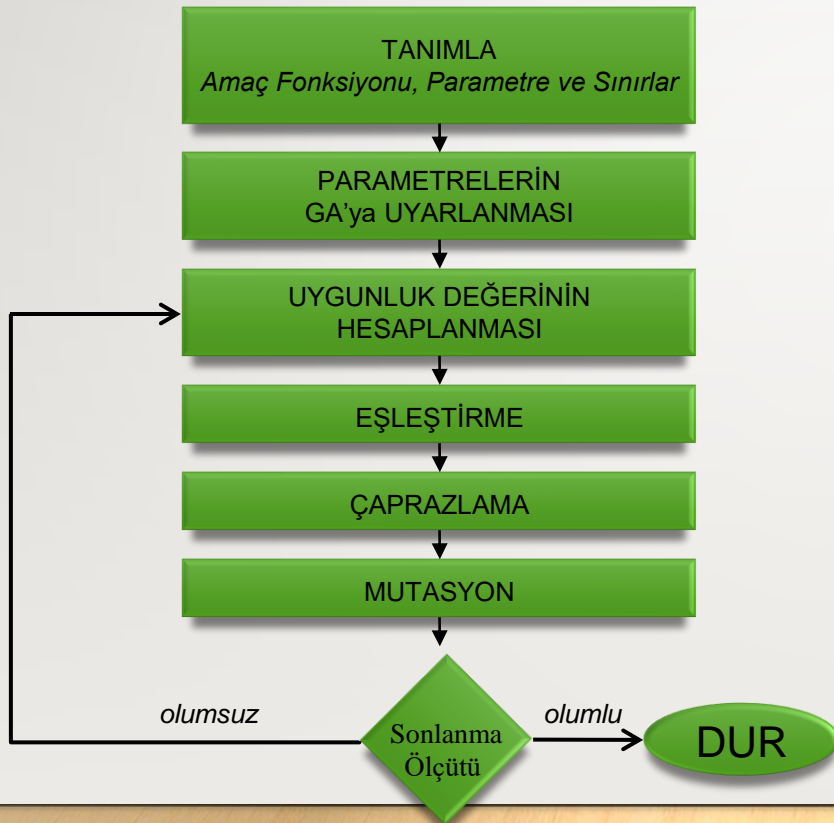 TANIMLA
Amaç Fonksiyonu, Parametre ve Sınırlar
PARAMETRELERİN
GA’ya UYARLANMASI
UYGUNLUK DEĞERİNİN
HESAPLANMASI
EŞLEŞTİRME
ÇAPRAZLAMA
MUTASYON
olumsuz
Sonlanma
Ölçütü
olumlu
DUR